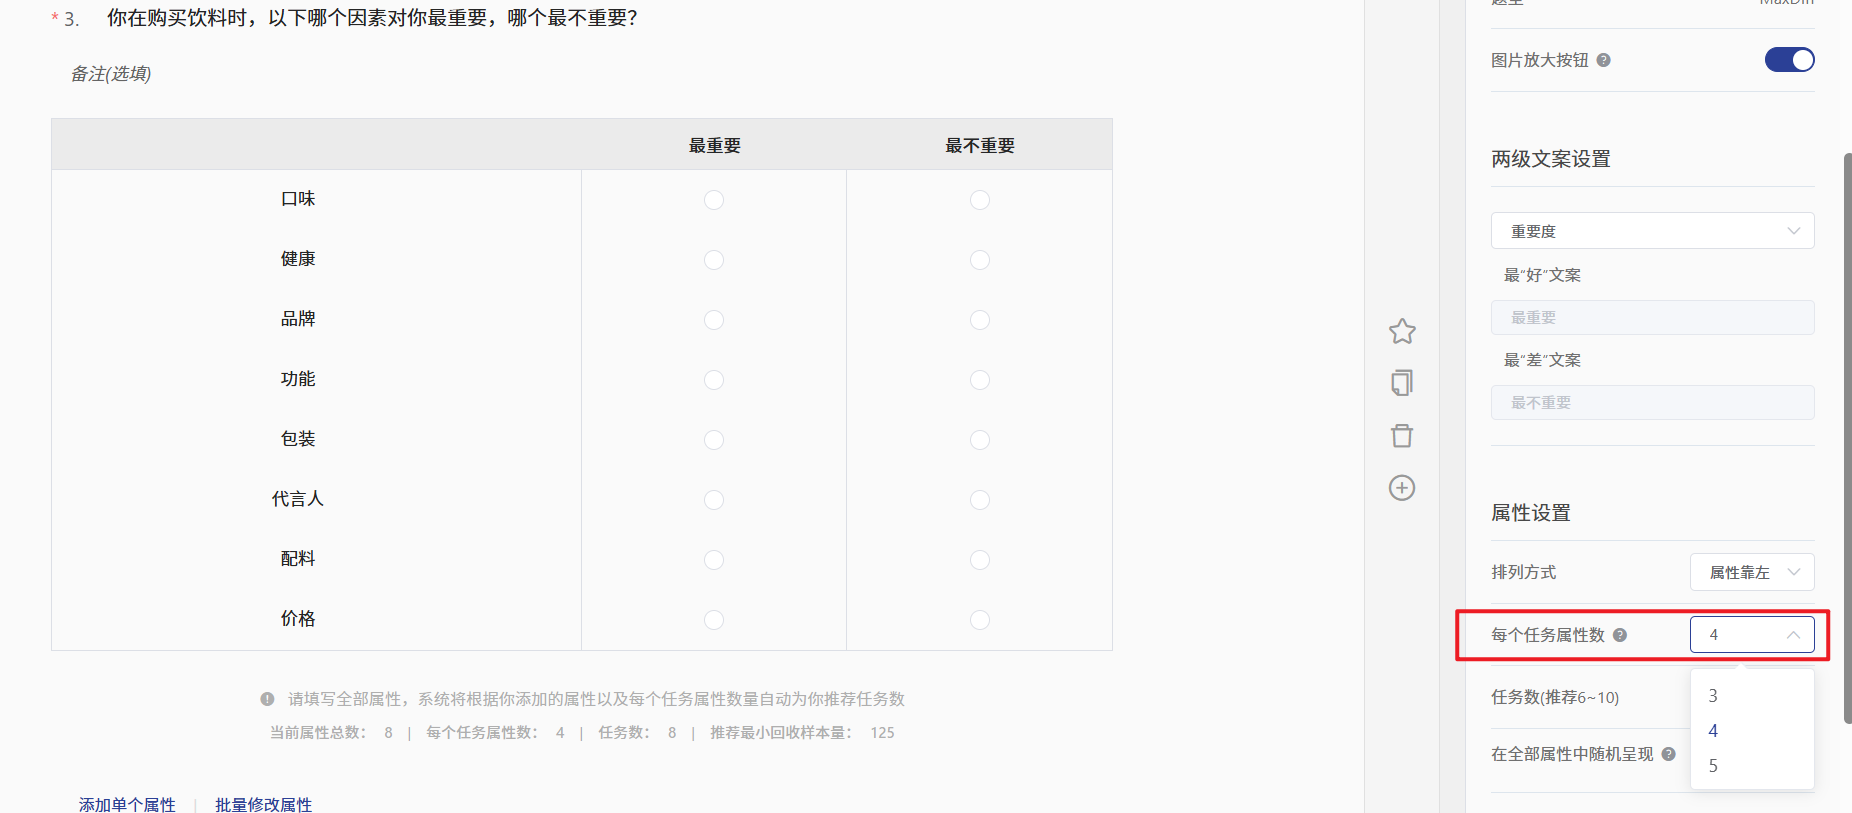 * 3. 你在购买饮料时，以下哪个因素对你最重要，哪个最不重要？
备注(选填)
最重要 最不重要
口味
健康
品牌
功能
包装
代言人
配料
价格
请填写全部属性，系统将根据你添加的属性以及每个任务属性数量自动为你推荐任务数
当前属性总数： 8 | 每个任务属性数： 4 | 任务数： 8 | 推荐最小回收样本量： 125
添加单个属性 | 批量修改属性
图片放大按钮
两级文案设置
重要度
最“好”文案
最重要
最“差”文案
最不重要
属性设置
排列方式 属性靠左
每个任务属性数 4
3
任务数(推荐6~10)
4
在全部属性中随机呈现
5